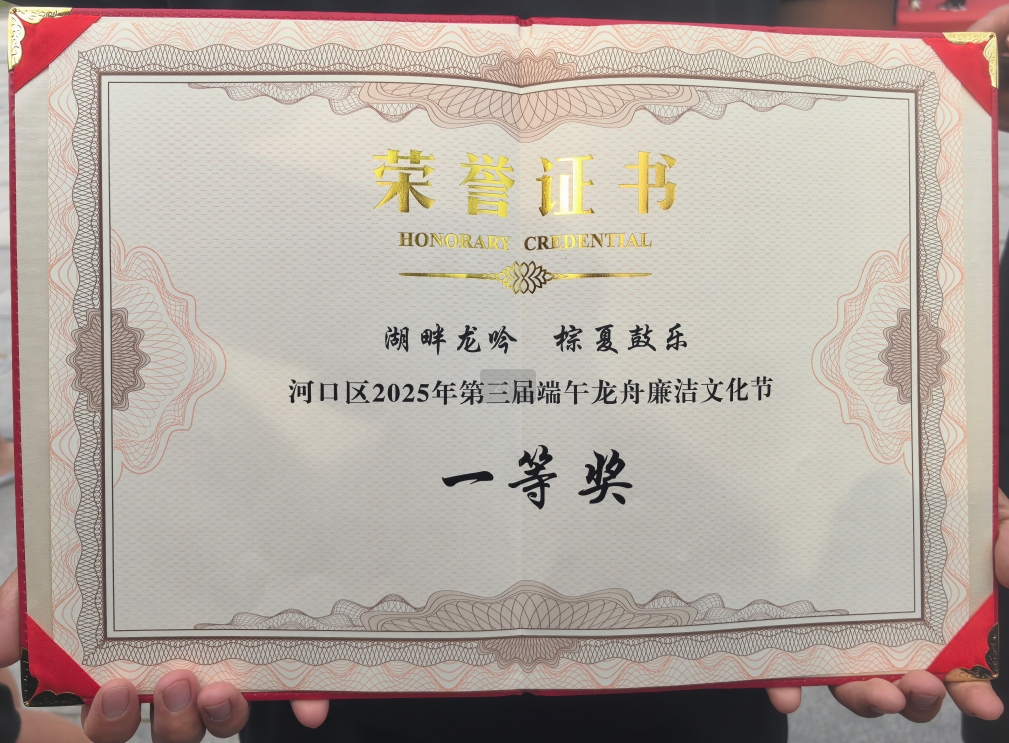 荣誉证书
HONORARY CREDENTIAL
湖畔龙吟 棕夏鼓乐
河口区2025年第三届端午龙舟廉洁文化节
一等奖